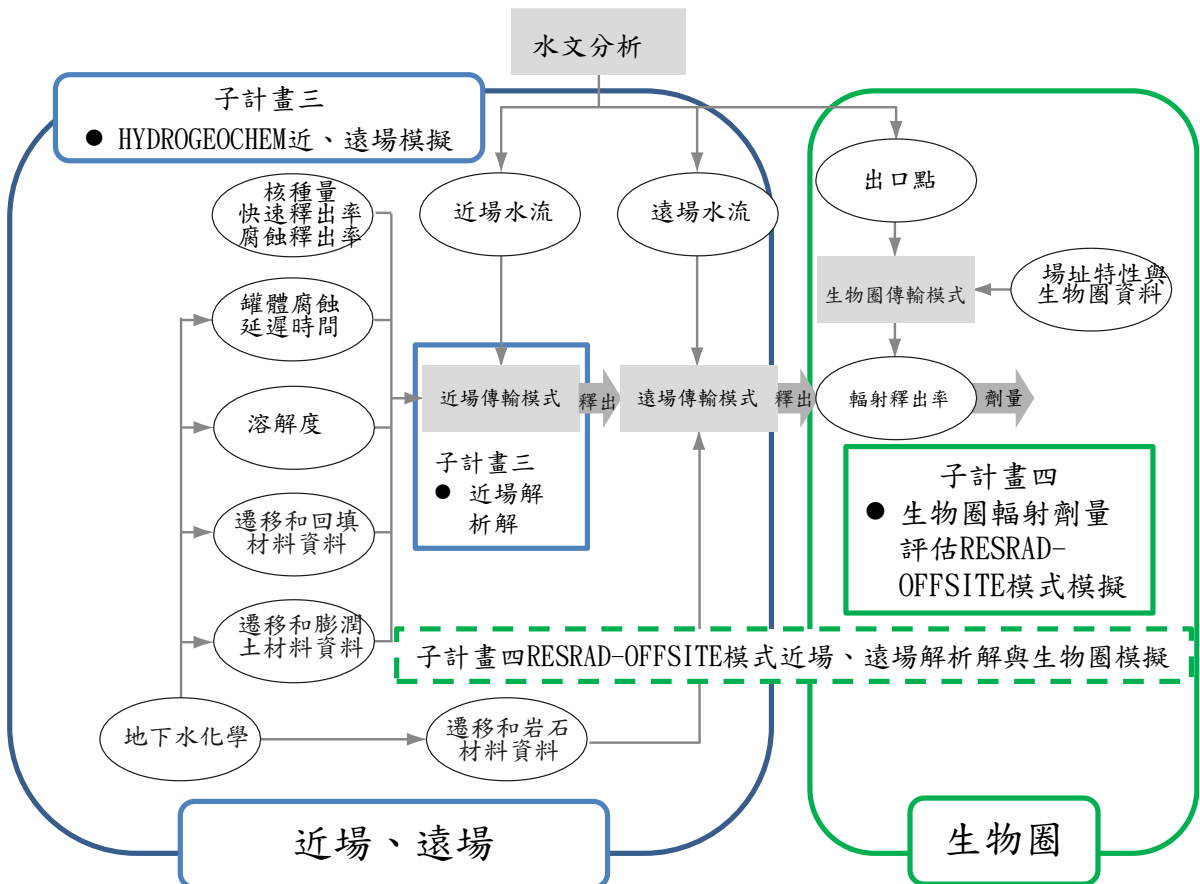 水文分析
子計畫三
● HYDROGEOCHEM近、遠場模擬
核種量
快速釋出率
腐蝕釋出率
近場水流
遠場水流
出口點
罐體腐蝕
延遲時間
生物圈傳輸模式
場址特性與
生物圈資料
溶解度
近場傳輸模式
釋出
遠場傳輸模式
釋出
輻射釋出率
劑量
子計畫三
● 近場解
析解
子計畫四
● 生物圈輻射劑量
評估RESRAD-
OFFSITE模式模擬
遷移和回填
材料資料
遷移和膨潤
土材料資料
子計畫四RESRAD-OFFSITE模式近場、遠場解析解與生物圈模擬
地下水化學
遷移和岩石
材料資料
近場、遠場
生物圈